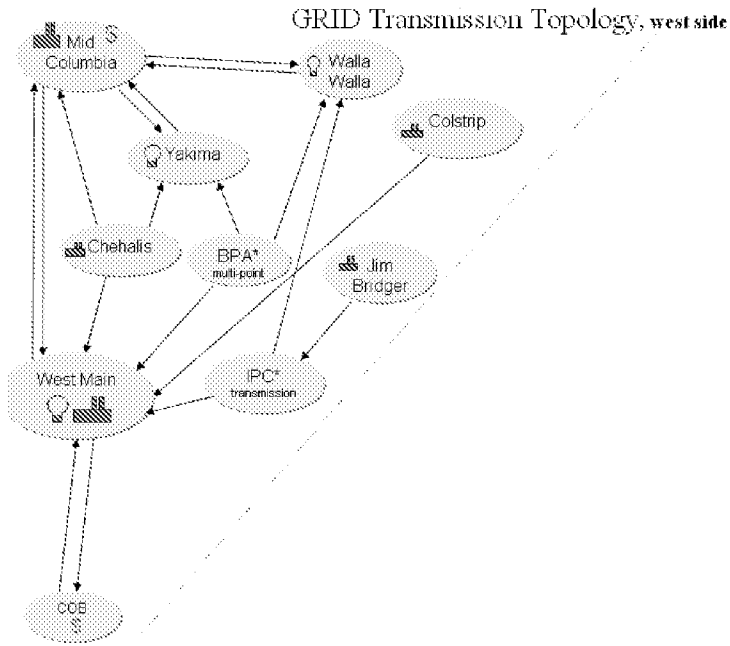 GRID Transmission Topology, west side
Mid S
Columbia
Walla
Walla
Colstrip
Yakima
Chehalis
BPA*
multi-point
Jim
Bridger
West Main
IPC*
transmission
COB
S